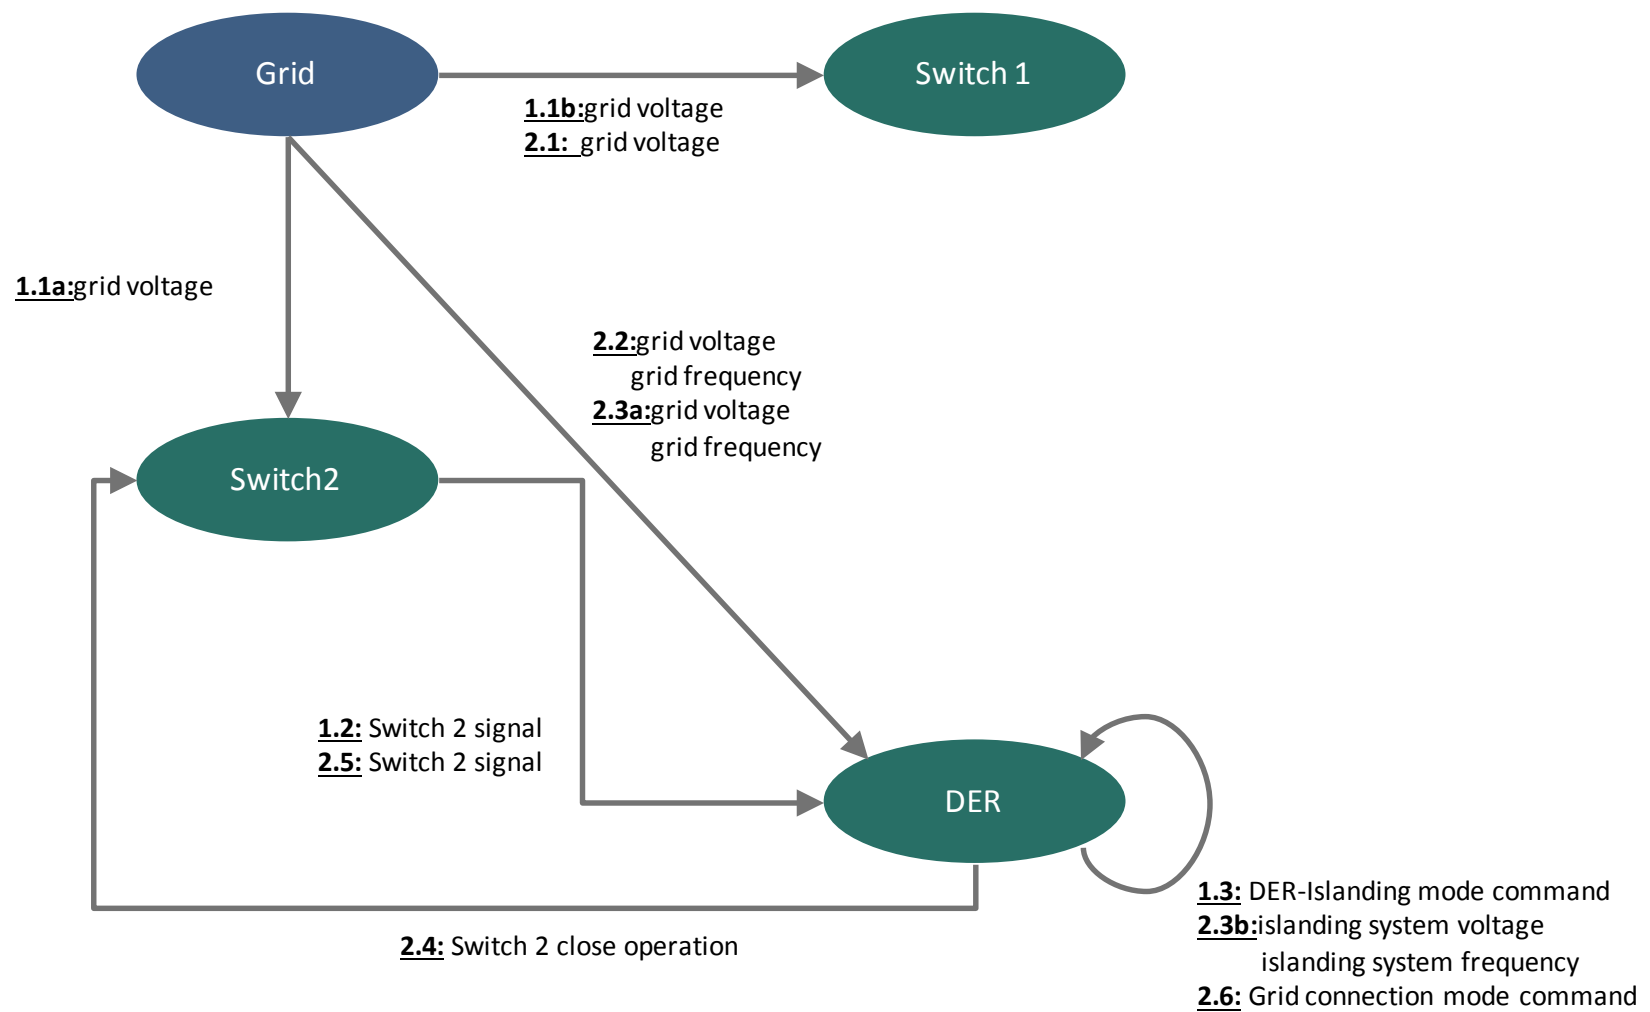 Grid
Switch 1
1.1b:grid voltage
2.1: grid voltage
1.1a:grid voltage
2.2:grid voltage
grid frequency
2.3a:grid voltage
grid frequency
Switch2
1.2: Switch 2 signal
2.5: Switch 2 signal
DER
1.3: DER-Islanding mode command
2.3b:islanding system voltage
islanding system frequency
2.6: Grid connection mode command
2.4: Switch 2 close operation